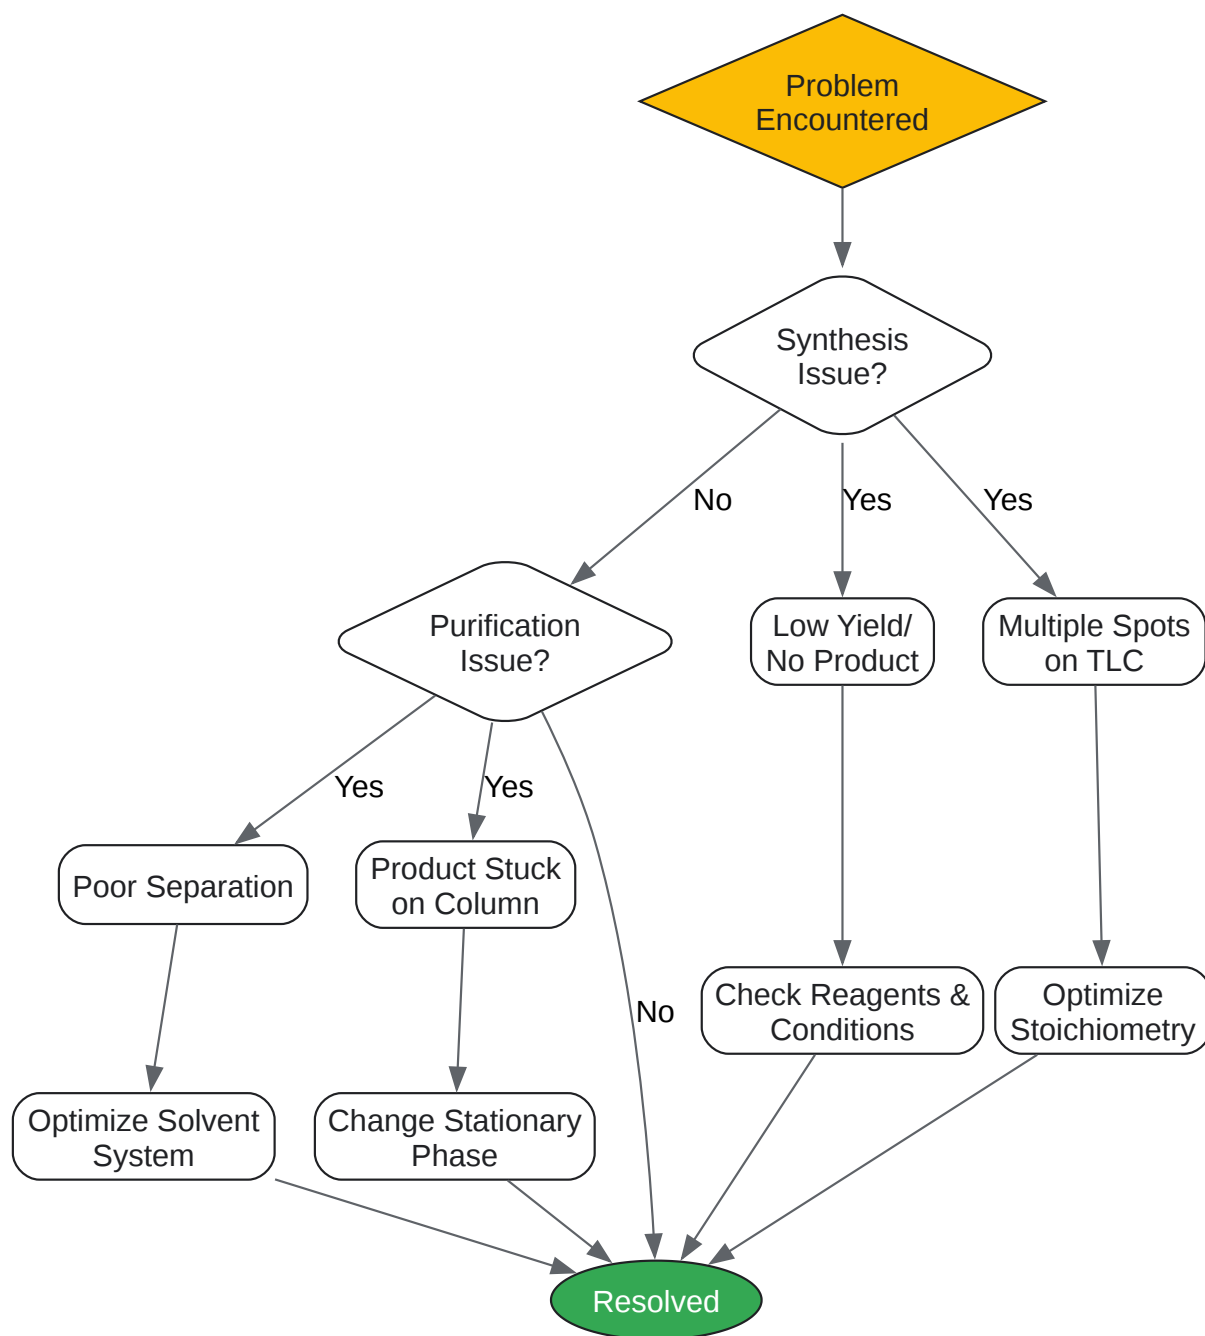 Problem
Encountered
Synthesis
Issue?
No
Yes
Yes
Purification
Issue?
Low Yield/
No Product
Multiple Spots
on TLC
Yes
Yes
Poor Separation
Product Stuck
on Column
No
Check Reagents &
Conditions
Optimize
Stoichiometry
Optimize Solvent
System
Change Stationary
Phase
Resolved